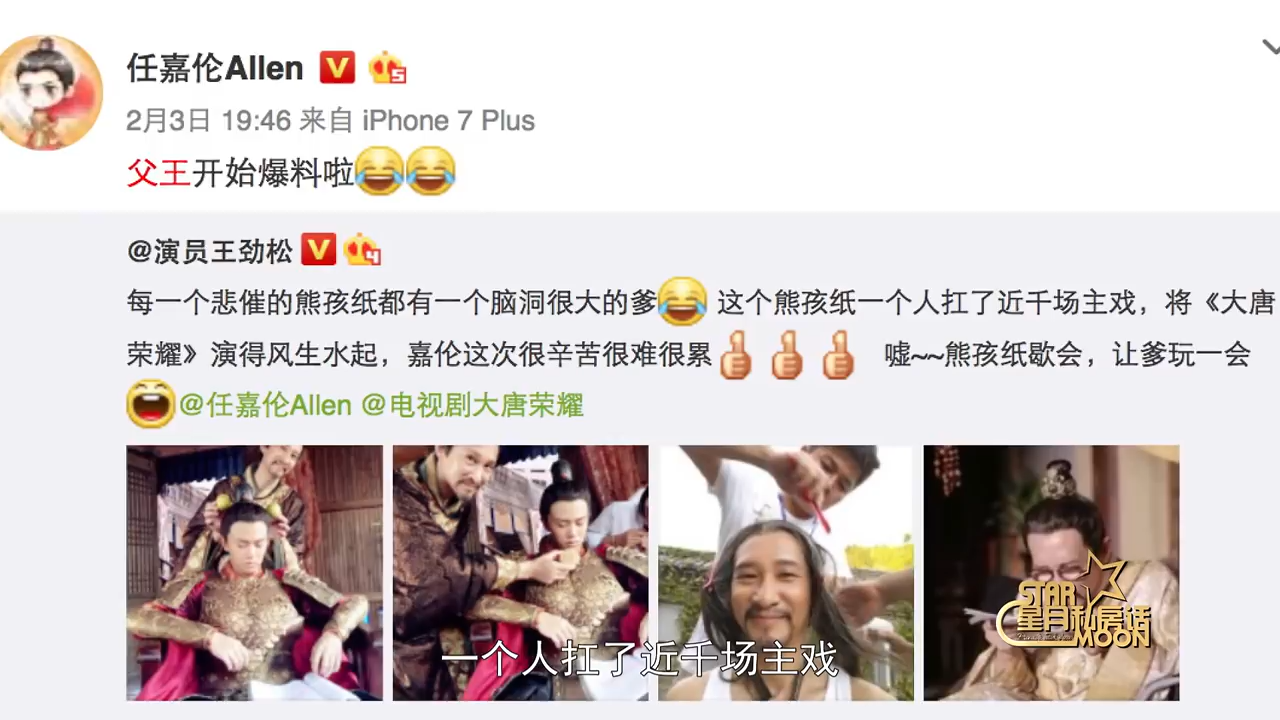 任嘉伦Allen V 5
2月3日 19:46 来自 iPhone 7 Plus
父王开始爆料啦
@演员王劲松 V 4
每一个悲催的熊孩纸都有一个脑洞很大的爹 这个熊孩纸一个人扛了近千场主戏，将《大唐
荣耀》演得风生水起，嘉伦这次很辛苦很难很累 嘘~~熊孩纸歇会，让爹玩一会
@任嘉伦Allen @电视剧大唐荣耀
STAR
星月私房话
MOON
一个人扛了近千场主戏